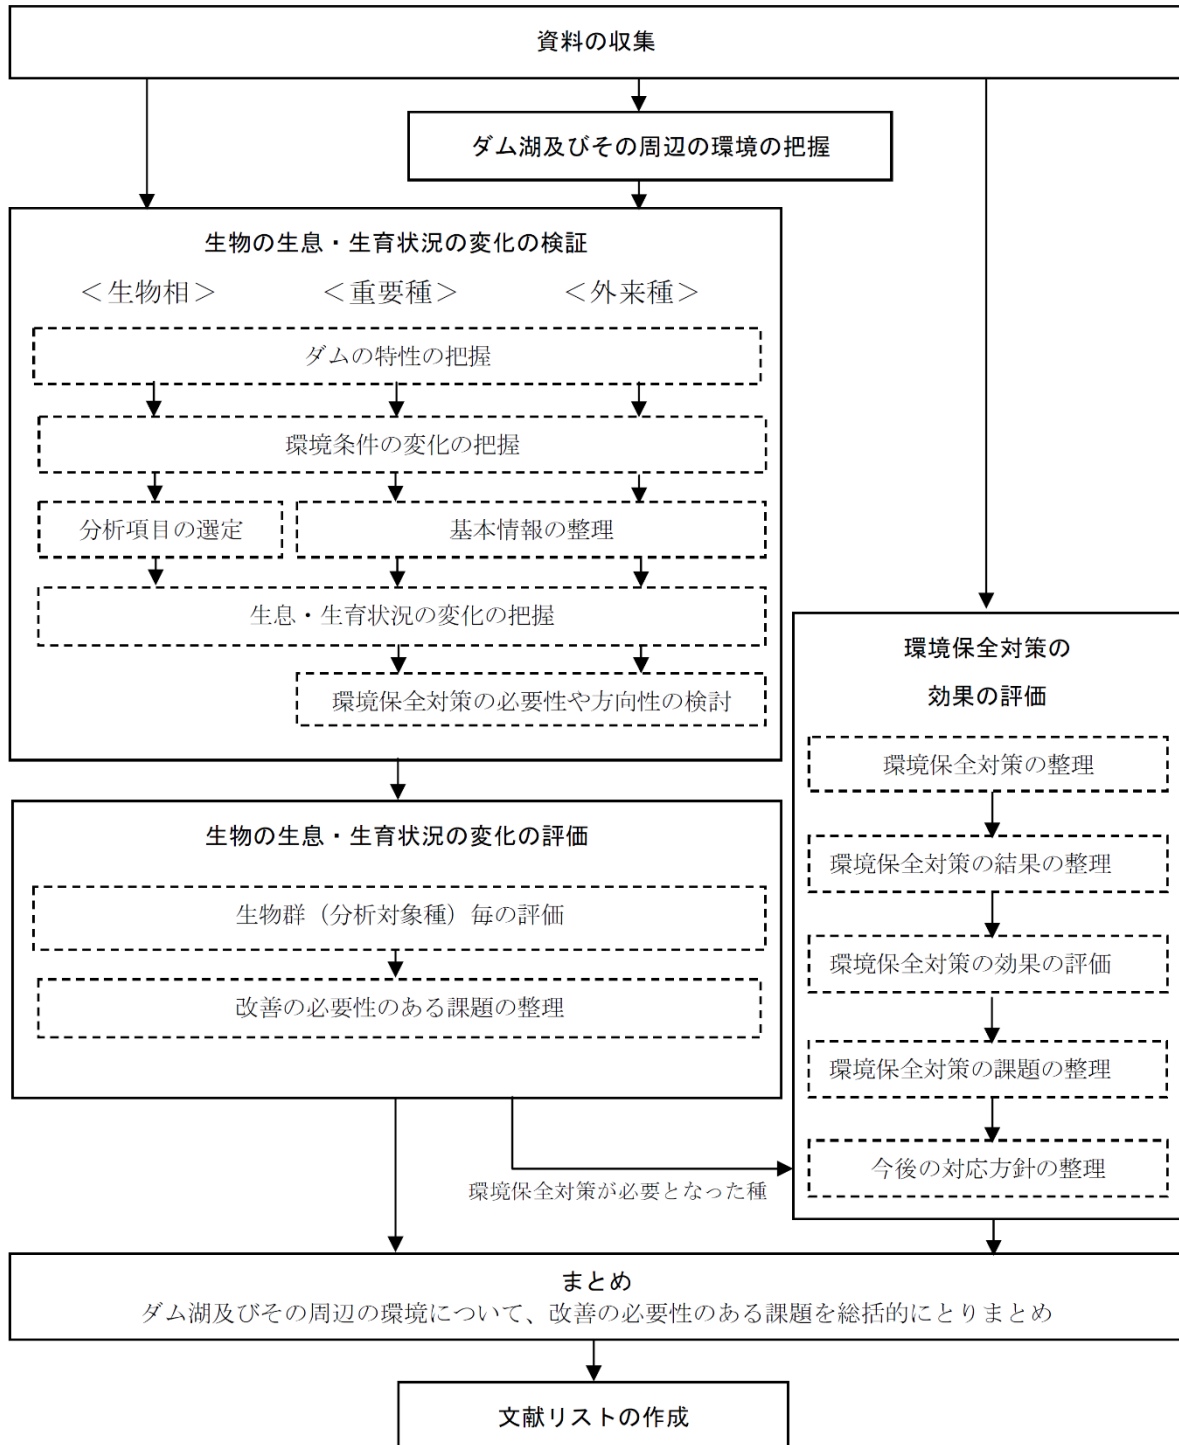 資料の収集
ダム湖及びその周辺の環境の把握
生物の生息・生育状況の変化の検証
＜生物相＞ ＜重要種＞ ＜外来種＞
ダムの特性の把握
環境条件の変化の把握
分析項目の選定 基本情報の整理
生息・生育状況の変化の把握
環境保全対策の必要性や方向性の検討
生物の生息・生育状況の変化の評価
生物群（分析対象種）毎の評価
改善の必要性のある課題の整理
環境保全対策の
効果の評価
環境保全対策の整理
環境保全対策の結果の整理
環境保全対策の効果の評価
環境保全対策の課題の整理
今後の対応方針の整理
環境保全対策が必要となった種
まとめ
ダム湖及びその周辺の環境について、改善の必要性のある課題を総括的にとりまとめ
文献リストの作成